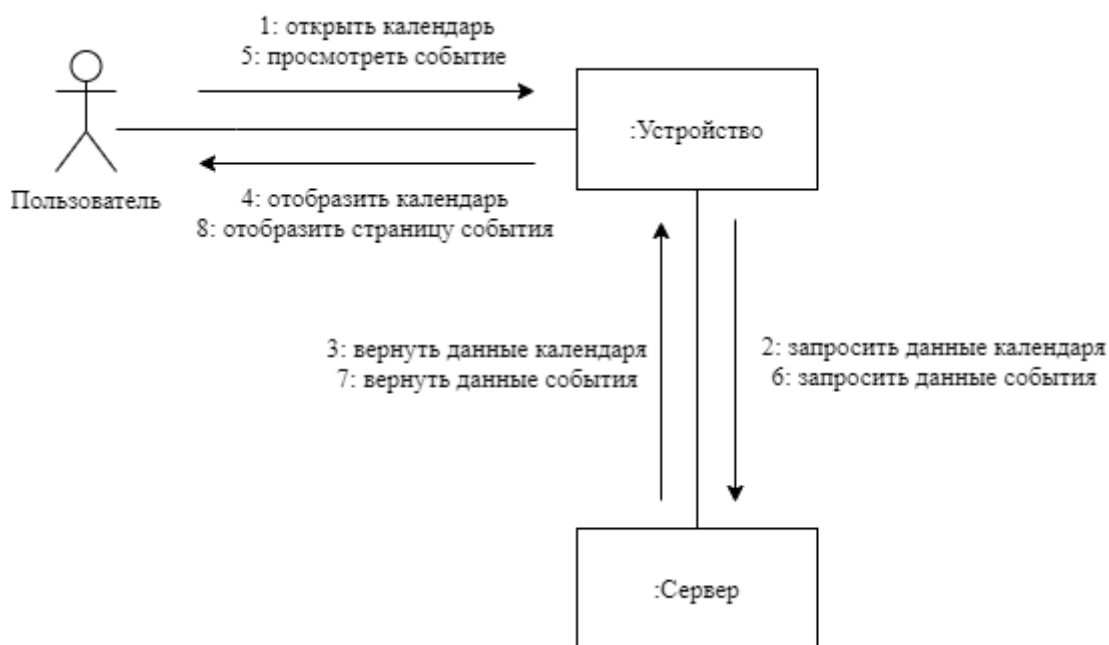 1: открыть календарь
5: просмотреть событие
:Устройство
Пользователь
4: отобразить календарь
8: отобразить страницу события
3: вернуть данные календаря
7: вернуть данные события
2: запросить данные календаря
6: запросить данные события
:Сервер